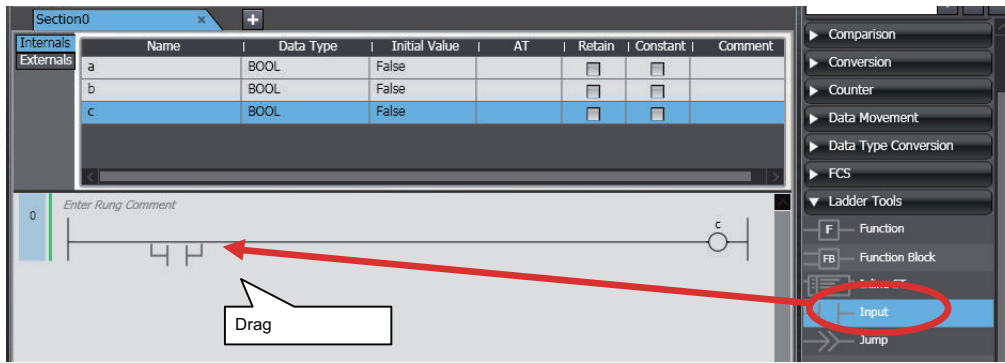 Section0 × +
Internals
Externals
Name Data Type Initial Value AT Retain Constant Comment
a BOOL False
b BOOL False
c BOOL False
0
Enter Rung Comment
c
Drag
Comparison
Conversion
Counter
Data Movement
Data Type Conversion
FCS
Ladder Tools
F Function
FB Function Block
Input
Jump